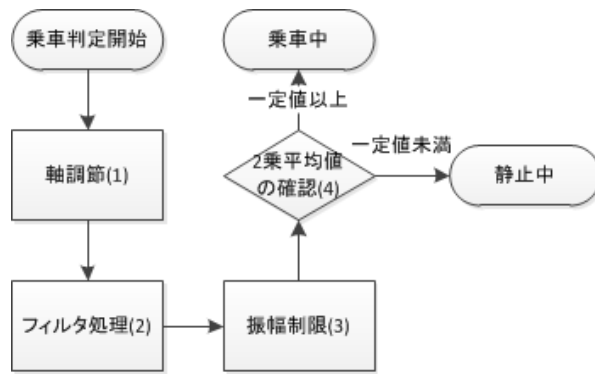 乗車判定開始
軸調節(1)
フィルタ処理(2)
振幅制限(3)
2乗平均値
の確認(4)
一定値以上
乗車中
一定値未満
静止中